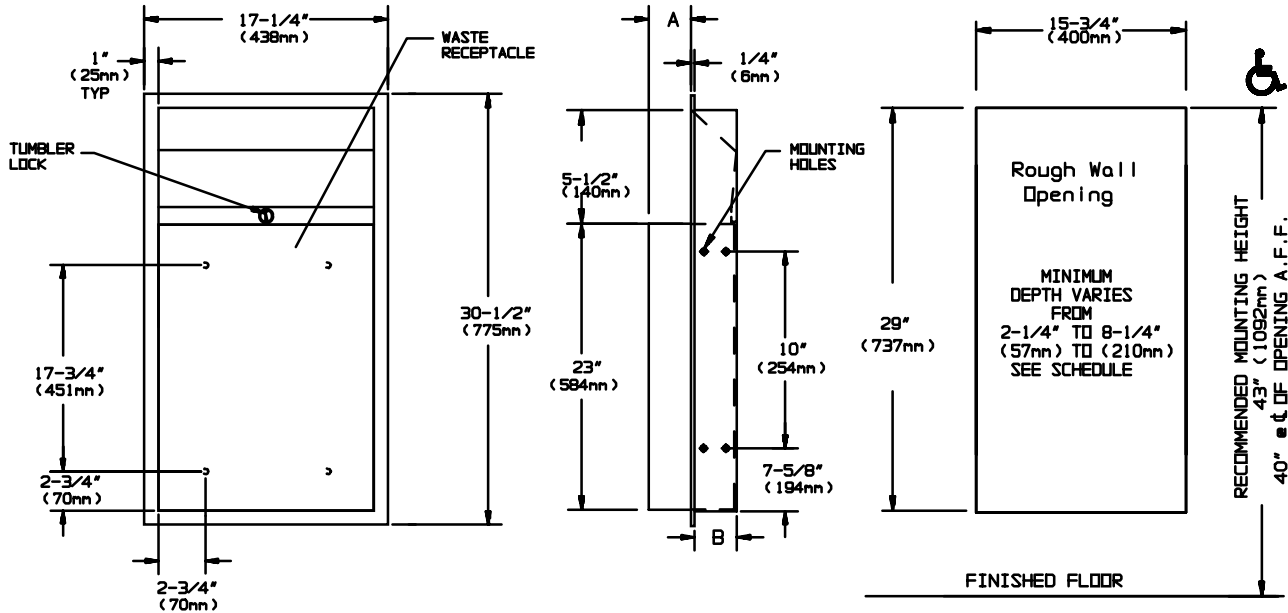 17-1/4"
(438mm)
1"
(25mm)
TYP
WASTE
RECEPTACLE
TUMBLER
LOCK
17-3/4"
(451mm)
30-1/2"
(775mm)
2-3/4"
(70mm)
2-3/4"
(70mm)
A
1/4"
(6mm)
5-1/2"
(140mm)
MOUNTING
HOLES
23"
(584mm)
10"
(254mm)
7-5/8"
(194mm)
B
15-3/4"
(400mm)
29"
(737mm)
Rough Wall
Opening
MINIMUM
DEPTH VARIES
FROM
2-1/4" TO 8-1/4"
(57mm) TO (210mm)
SEE SCHEDULE
RECOMMENDED MOUNTING HEIGHT
43" (1092mm)
40" @ ℄ OF OPENING A.F.F.
FINISHED FLOOR